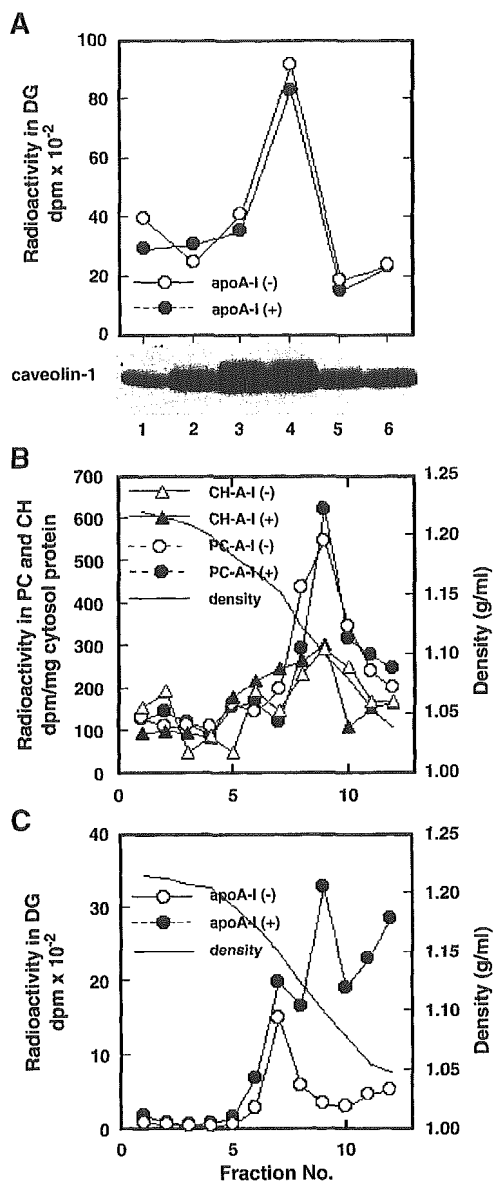 A
Radioactivity in DG
dpm x 10-2
100
80
60
40
20
0
apoA-I (-)
apoA-I (+)
caveolin-1
1 2 3 4 5 6
B
Radioactivity in PC and CH
dpm/mg cytosol protein
700
600
500
400
300
200
100
0
CH-A-I (-)
CH-A-I (+)
PC-A-I (-)
PC-A-I (+)
density
1.25
1.20
1.15
1.10
1.05
1.00
Density (g/ml)
0 5 10
C
Radioactivity in DG
dpm x 10-2
40
30
20
10
0
apoA-I (-)
apoA-I (+)
density
1.25
1.20
1.15
1.10
1.05
1.00
Density (g/ml)
0 5 10
Fraction No.